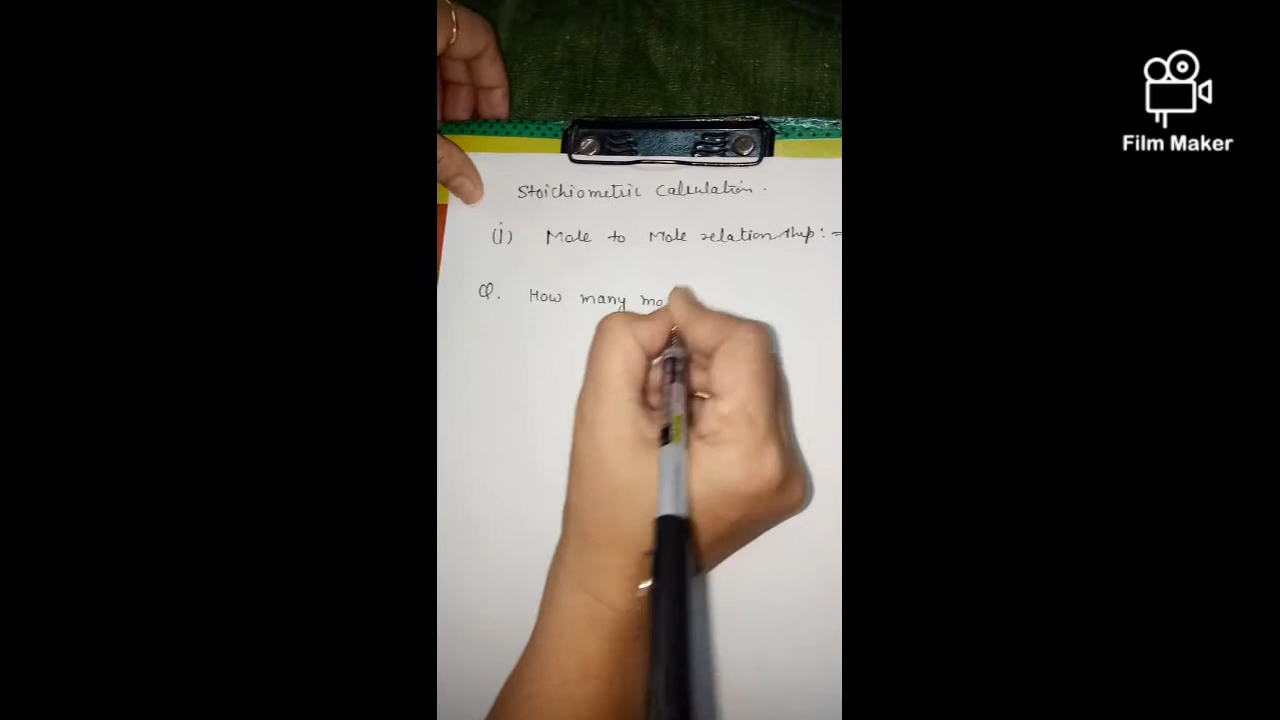 Stoichiometric Calculation.
(i) Mole to Mole relationship:=
Q. How many mo
Film Maker